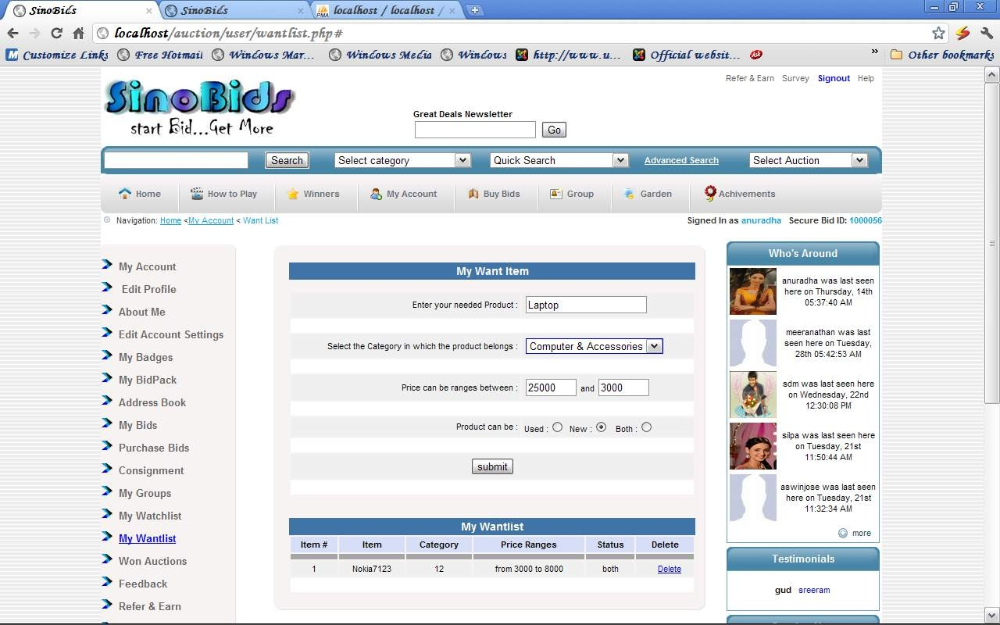 SinoBids
SinoBids
PMA localhost / localhost /
localhost/auction/user/wantlist.php#
Customize Links Free Hotmail Windows Mar... Windows Media Windows http://www.u... Official websit... Ask » Other bookmarks
Refer & Earn Survey Signout Help
SinoBids
start Bid...Get More
Great Deals Newsletter
Go
Search Select category Quick Search Advanced Search Select Auction
Home How to Play Winners My Account Buy Bids Group Garden Achivements
Navigation: Home <My Account < Want List
Signed In as anuradha Secure Bid ID: 1000056
My Account
Edit Profile
About Me
Edit Account Settings
My Badges
My BidPack
Address Book
My Bids
Purchase Bids
Consignment
My Groups
My Watchlist
My Wantlist
Won Auctions
Feedback
Refer & Earn
My Want Item
Enter your needed Product : Laptop
Select the Category in which the product belongs : Computer & Accessories
Price can be ranges between : 25000 and 3000
Product can be : Used : New : Both :
submit
My Wantlist
Item # Item Category Price Ranges Status Delete
1 Nokia7123 12 from 3000 to 8000 both Delete
Who's Around
anuradha was last seen
here on Thursday, 14th
05:37:40 AM
meeranathan was last
seen here on Tuesday,
28th 05:42:53 AM
sdm was last seen here
on Wednesday, 22nd
12:30:08 PM
silpa was last seen here
on Tuesday, 21st
11:50:44 AM
aswinjose was last seen
here on Tuesday, 21st
11:32:34 AM
more
Testimonials
gud sreeram